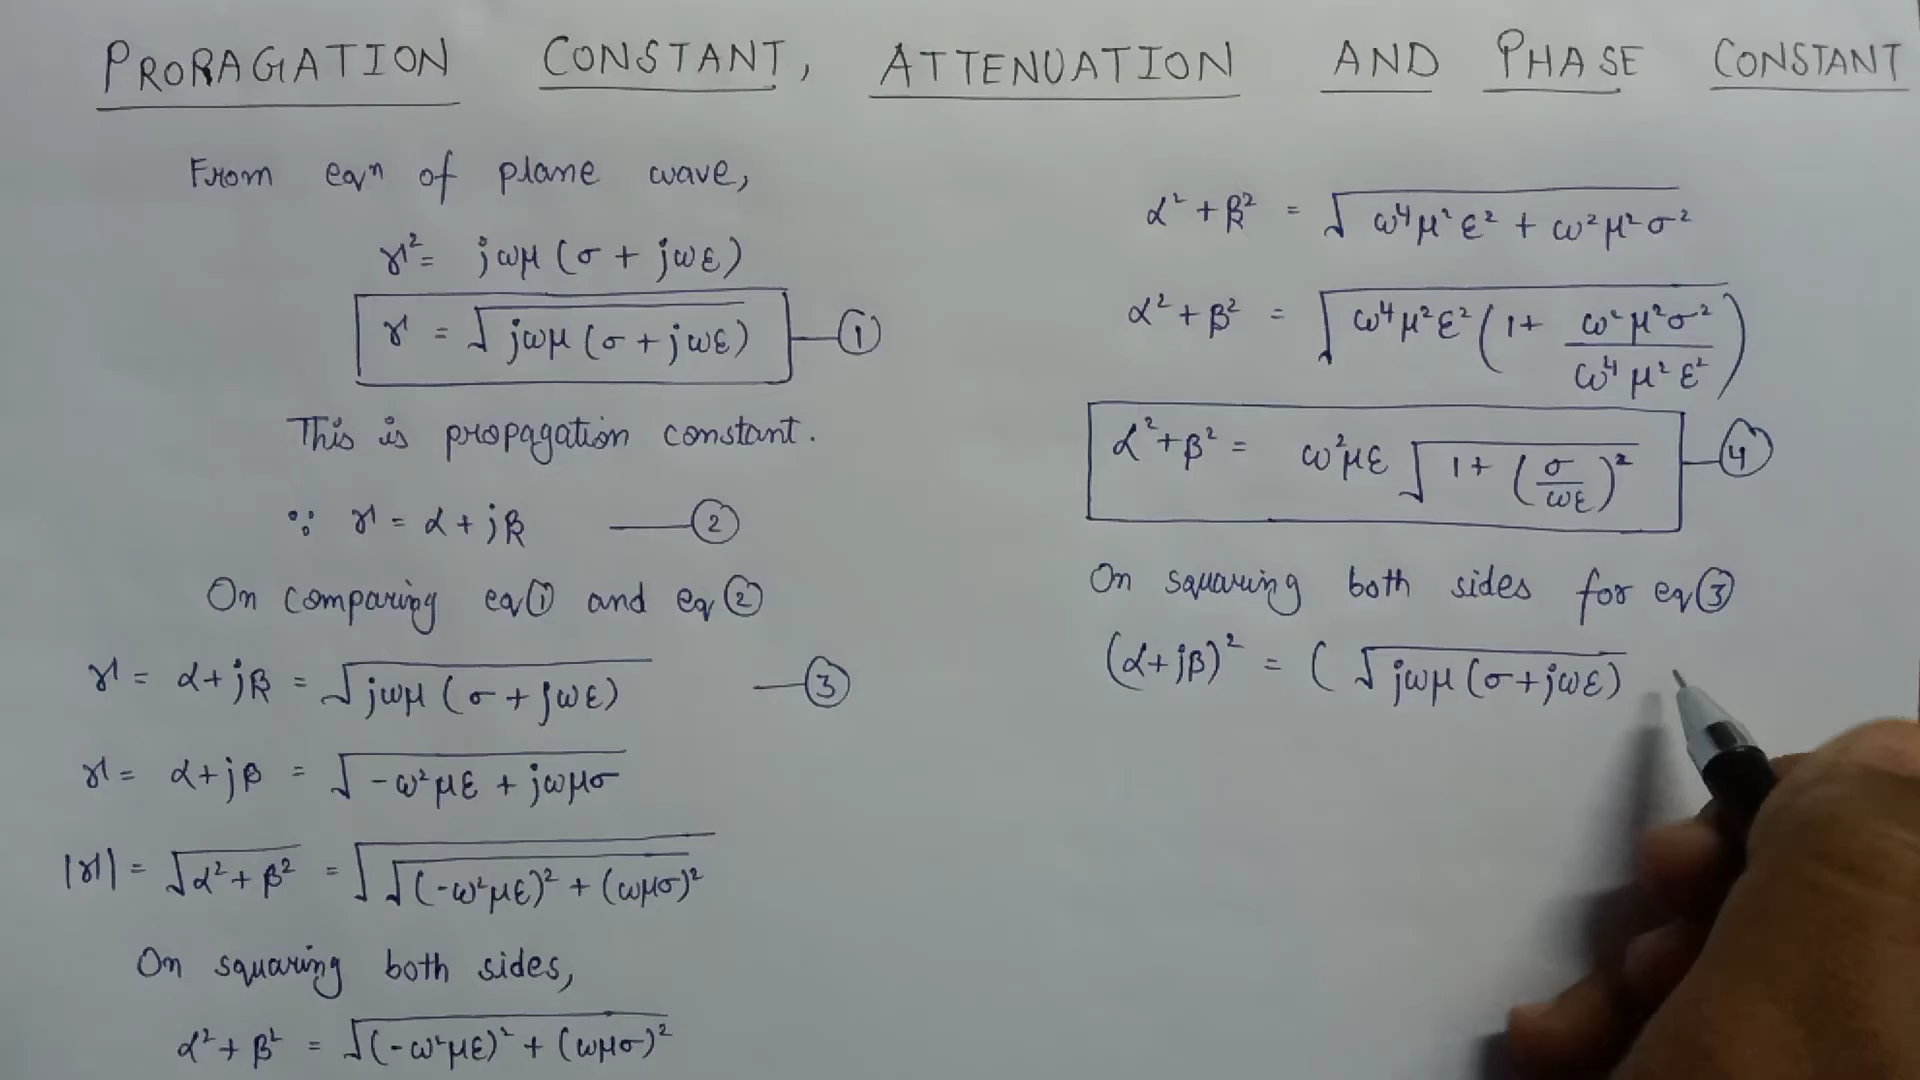 PROPAGATION CONSTANT, ATTENUATION AND PHASE CONSTANT
From eqⁿ of plane wave,
γ² = jωμ (σ + jωε)
γ = √(jωμ (σ + jωε)) — ①
This is propagation constant.
∵ γ = α + jβ — ②
On comparing eq① and eq②
γ = α + jβ = √(jωμ (σ + jωε)) — ③
γ = α + jβ = √(-ω²με + jωμσ)
|γ| = √(α² + β²) = √(√((-ω²με)² + (ωμσ)²))
On squaring both sides,
α² + β² = √((-ω²με)² + (ωμσ)²)
α² + β² = √(ω⁴μ²ε² + ω²μ²σ²)
α² + β² = √(ω⁴μ²ε² (1 + ω²μ²σ² / ω⁴μ²ε²))
α² + β² = ω²με √(1 + (σ/ωε)²) — ④
On squaring both sides for eq③
(α + jβ)² = (√(jωμ (σ + jωε))